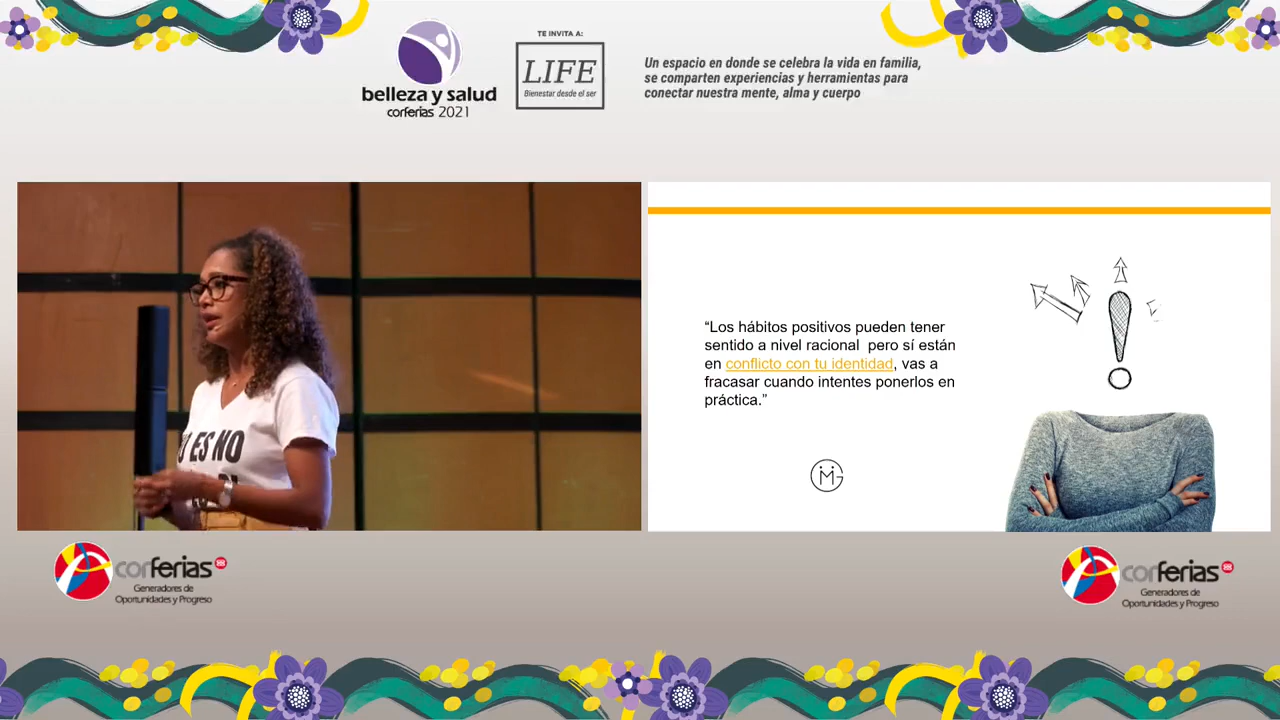 TE INVITA A:
LIFE
Bienestar desde el ser
belleza y salud
corferias 2021
Un espacio en donde se celebra la vida en familia,
se comparten experiencias y herramientas para
conectar nuestra mente, alma y cuerpo
ES NO
“Los hábitos positivos pueden tener
sentido a nivel racional pero sí están
en conflicto con tu identidad, vas a
fracasar cuando intentes ponerlos en
práctica.”
corferias
Generadores de
Oportunidades y Progreso
corferias
Generadores de
Oportunidades y Progreso